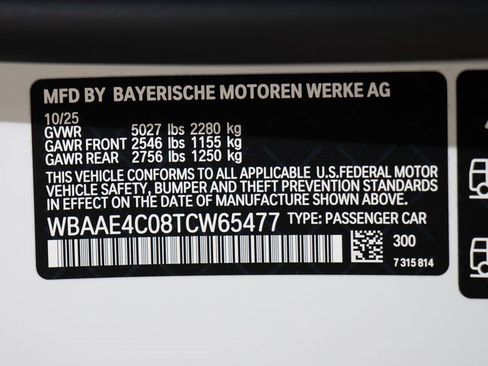 MFD BY BAYERISCHE MOTOREN WERKE AG
10/25
GVWR 5027 lbs 2280 kg
GAWR FRONT 2546 lbs 1155 kg
GAWR REAR 2756 lbs 1250 kg
THIS VEHICLE CONFORMS TO ALL APPLICABLE U.S.FEDERAL MOTOR
VEHICLE SAFETY, BUMPER AND THEFT PREVENTION STANDARDS
IN EFFECT ON THE DATE OF MANUFACTURE SHOWN ABOVE.
WBAAE4C08TCW65477 TYPE: PASSENGER CAR
300
7 315 814